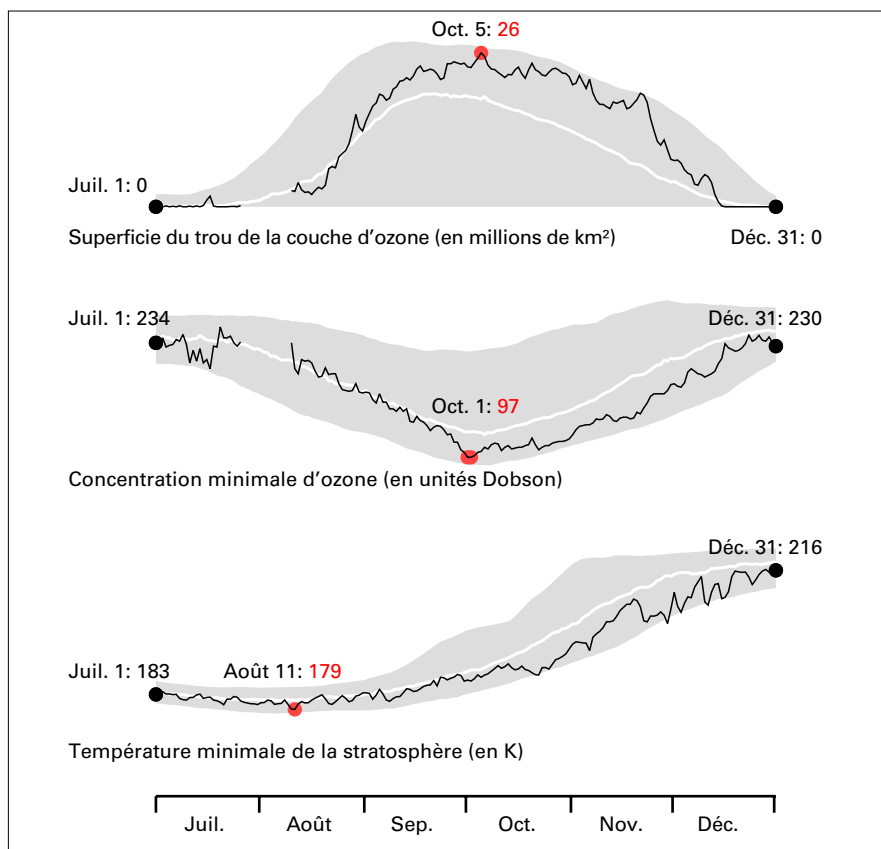 Oct. 5: 26
Juil. 1: 0
Superficie du trou de la couche d'ozone (en millions de km²) Déc. 31: 0
Juil. 1: 234 Déc. 31: 230
Oct. 1: 97
Concentration minimale d'ozone (en unités Dobson)
Déc. 31: 216
Juil. 1: 183 Août 11: 179
Température minimale de la stratosphère (en K)
Juil. Août Sep. Oct. Nov. Déc.